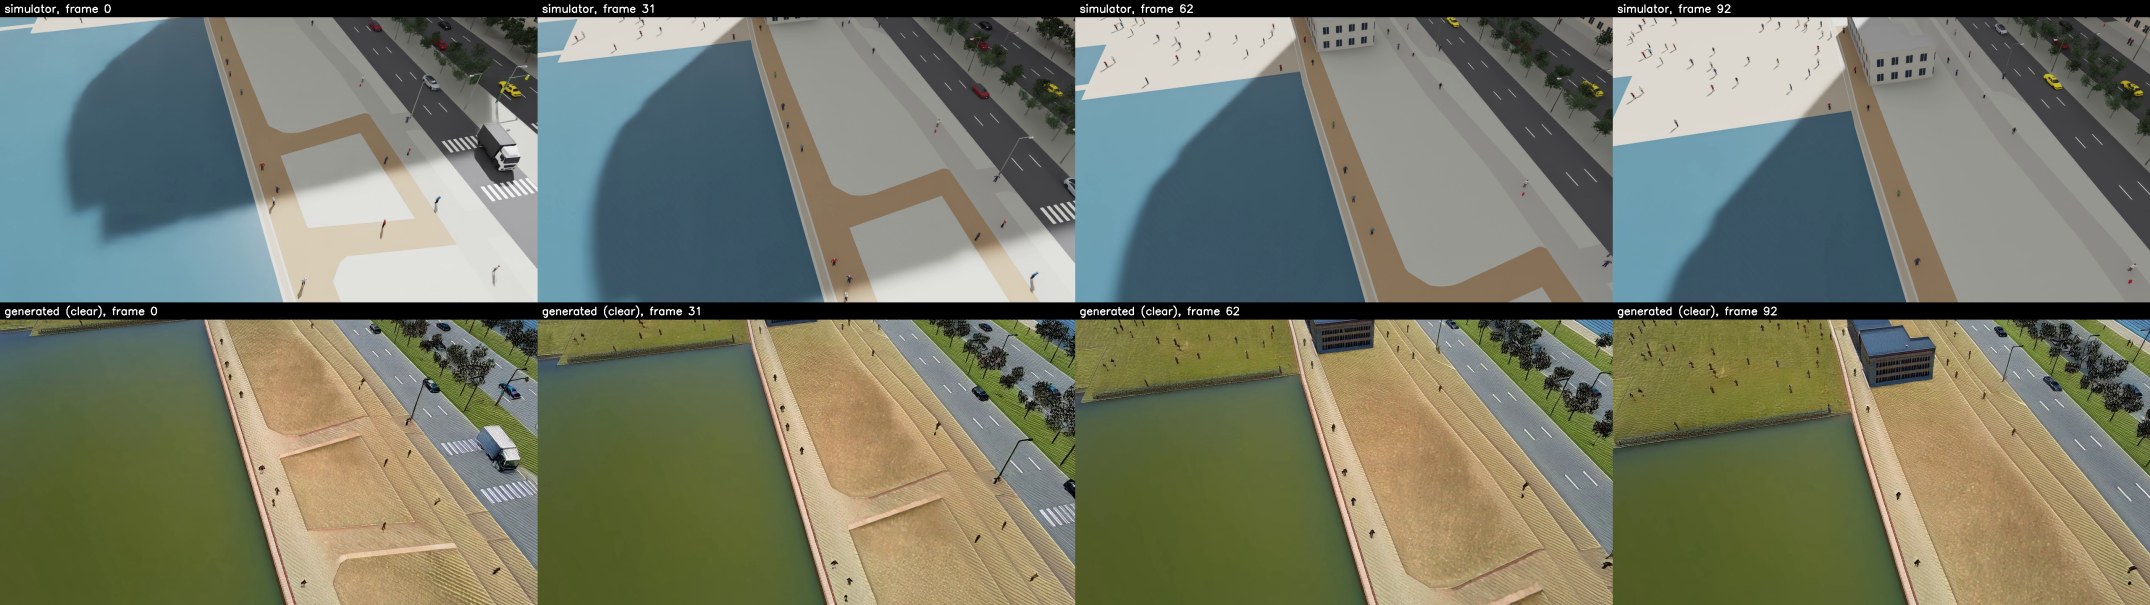 simulator, frame 0
simulator, frame 31
simulator, frame 62
simulator, frame 92
generated (clear), frame 0
generated (clear), frame 31
generated (clear), frame 62
generated (clear), frame 92